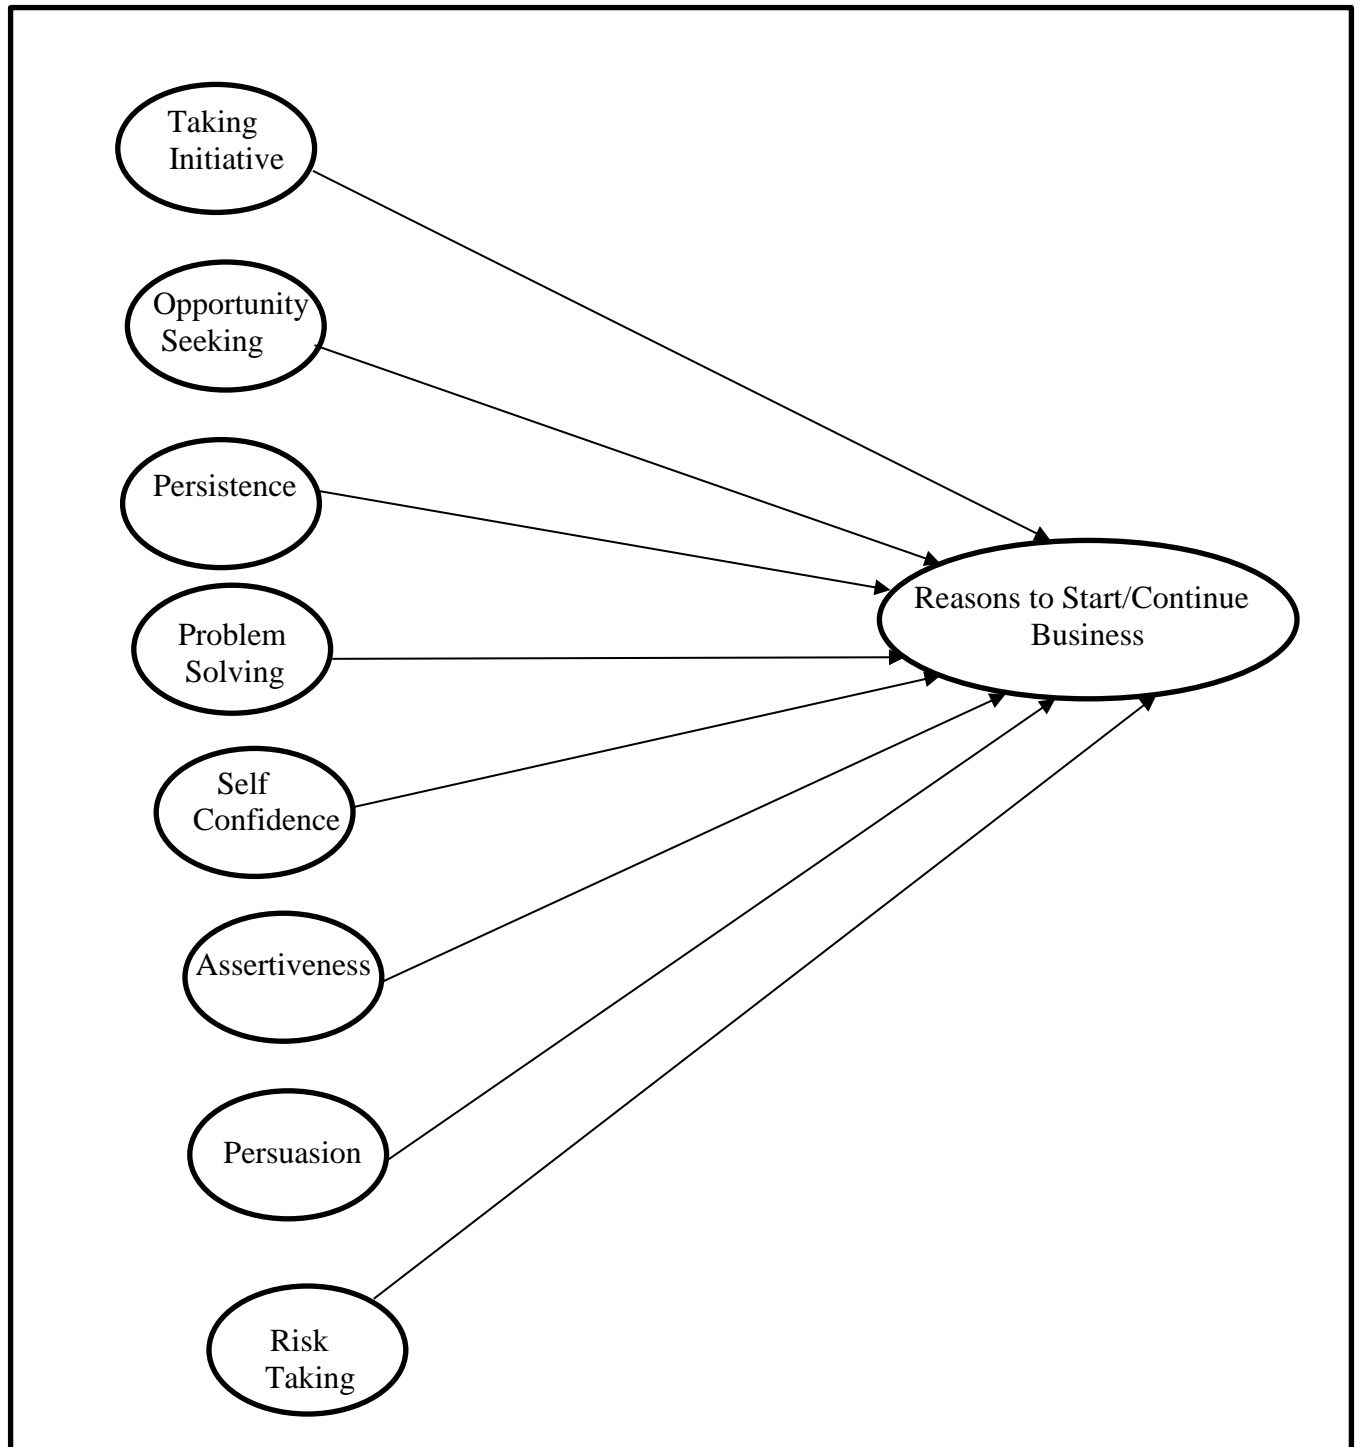 Taking
Initiative
Opportunity
Seeking
Persistence
Reasons to Start/Continue
Business
Problem
Solving
Self
Confidence
Assertiveness
Persuasion
Risk
Taking